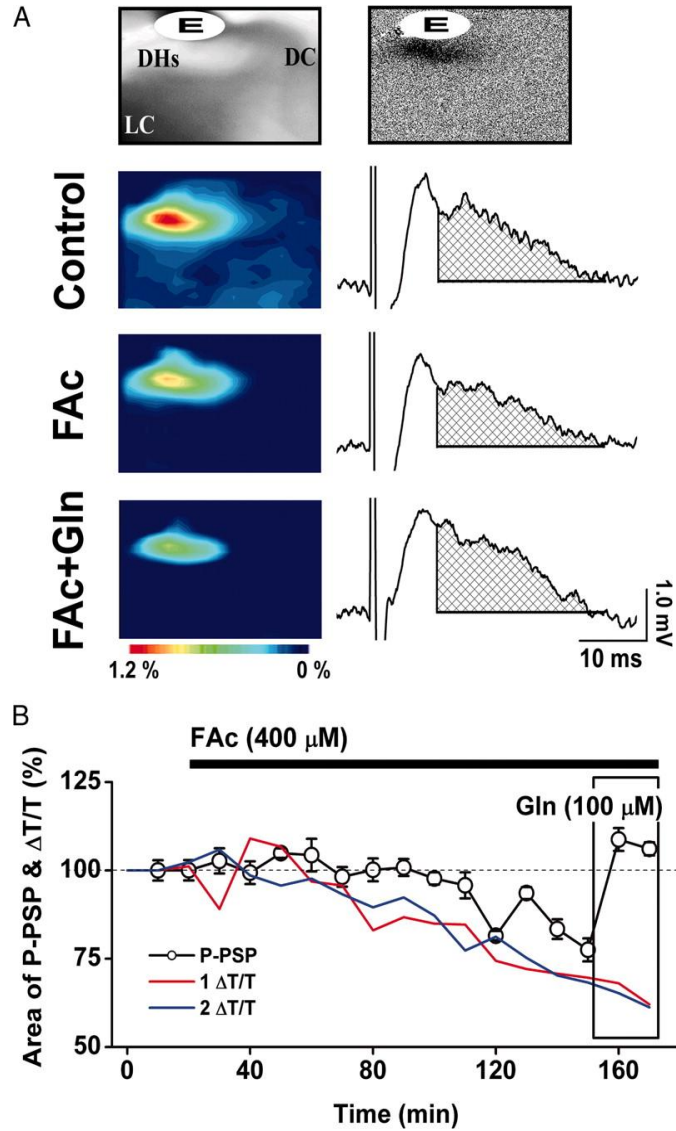 A
E
E
DHs
DC
LC
Control
FAc
FAc+Gln
1.2 %
0 %
1.0 mV
10 ms
B
FAc (400 μM)
Gln (100 μM)
Area of P-PSP & ΔT/T (%)
125
100
75
50
P-PSP
1 ΔT/T
2 ΔT/T
0
40
80
120
160
Time (min)